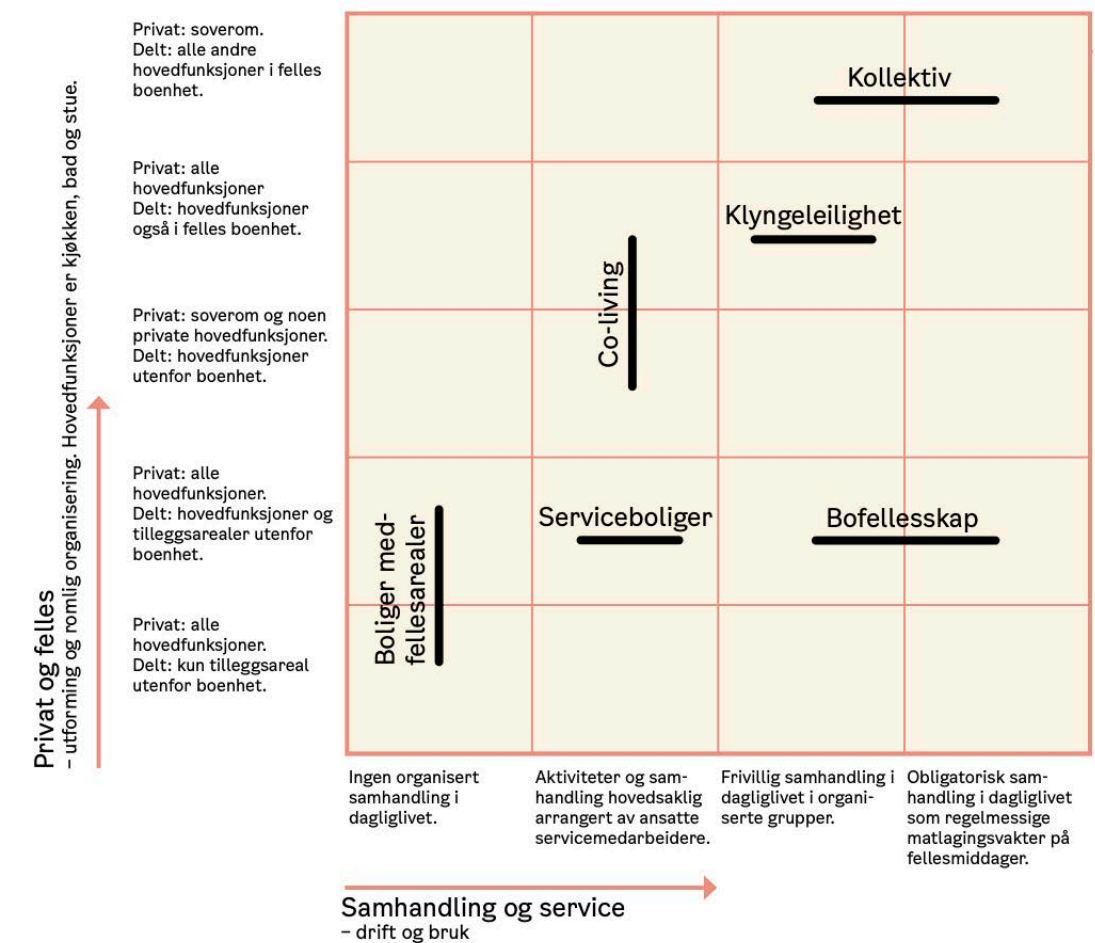 Privat: soverom.
Delt: alle andre
hovedfunksjoner i felles
boenhet.
Privat: alle
hovedfunksjoner
Delt: hovedfunksjoner
også i felles boenhet.
Privat: soverom og noen
private hovedfunksjoner.
Delt: hovedfunksjoner
utenfor boenhet.
Privat: alle
hovedfunksjoner.
Delt: hovedfunksjoner og
tilleggsarealer utenfor
boenhet.
Privat: alle
hovedfunksjoner.
Delt: kun tilleggsareal
utenfor boenhet.
Privat og felles
– utforming og romlig organisering. Hovedfunksjoner er kjøkken, bad og stue.
Kollektiv
Klyngeleilighet
Co-living
Boliger med-
fellesarealer
Serviceboliger
Bofellesskap
Ingen organisert
samhandling i
dagliglivet.
Aktiviteter og sam-
handling hovedsaklig
arrangert av ansatte
servicemedarbeidere.
Frivillig samhandling i
dagliglivet i organi-
serte grupper.
Obligatorisk sam-
handling i dagliglivet
som regelmessige
matlagingsvakter på
fellesmiddager.
Samhandling og service
– drift og bruk